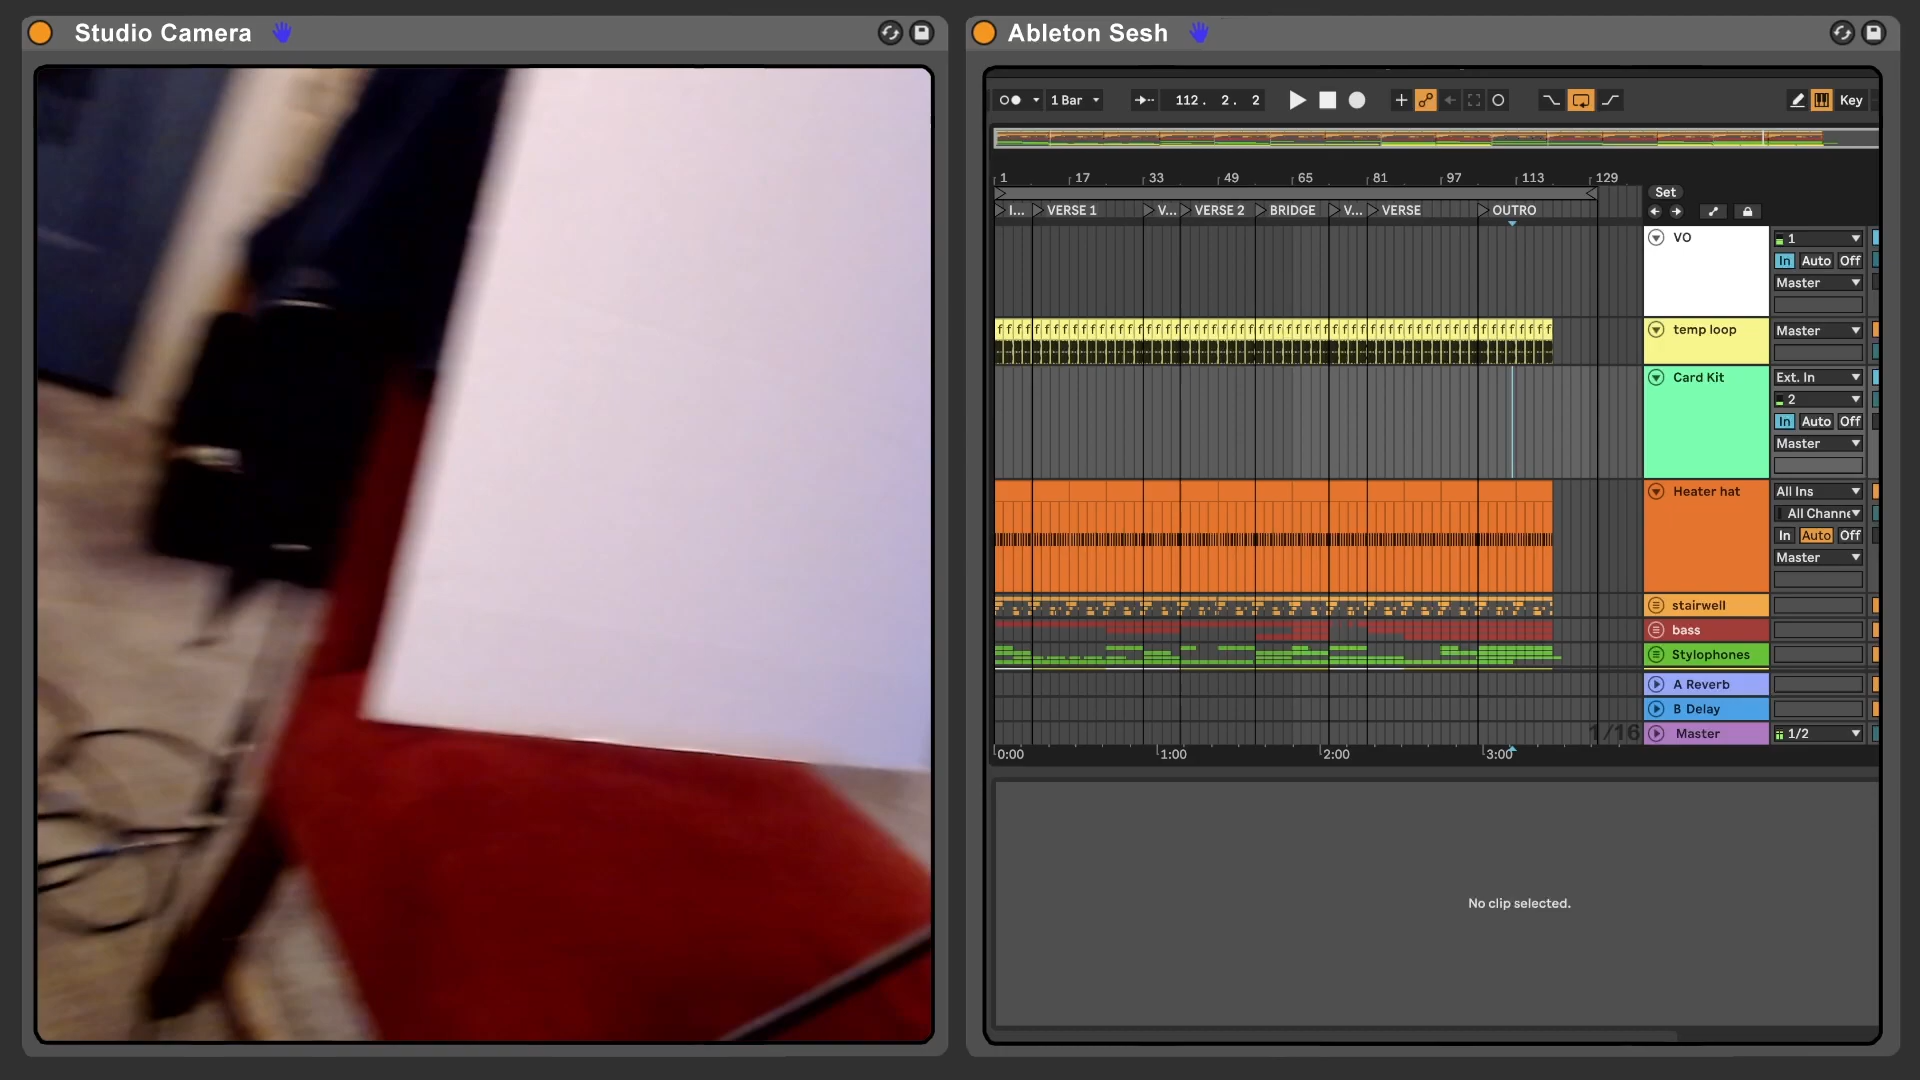 Studio Camera
Ableton Sesh
1 Bar
112. 2. 2
Key
1 17 33 49 65 81 97 113 129
Set
I... VERSE 1 V... VERSE 2 BRIDGE V... VERSE OUTRO
VO
1
In Auto Off
Master
temp loop
Master
f f f f f f f f f f f f f f f f f f f f f f f f f f f f f f f f f f f f f f f f f f f f f f f f f f f f f f f f f f f f
Card Kit
Ext. In
2
In Auto Off
Master
Heater hat
All Ins
All Channe
In Auto Off
Master
stairwell
bass
Stylophones
A Reverb
B Delay
1/16
Master
1/2
0:00 1:00 2:00 3:00
No clip selected.